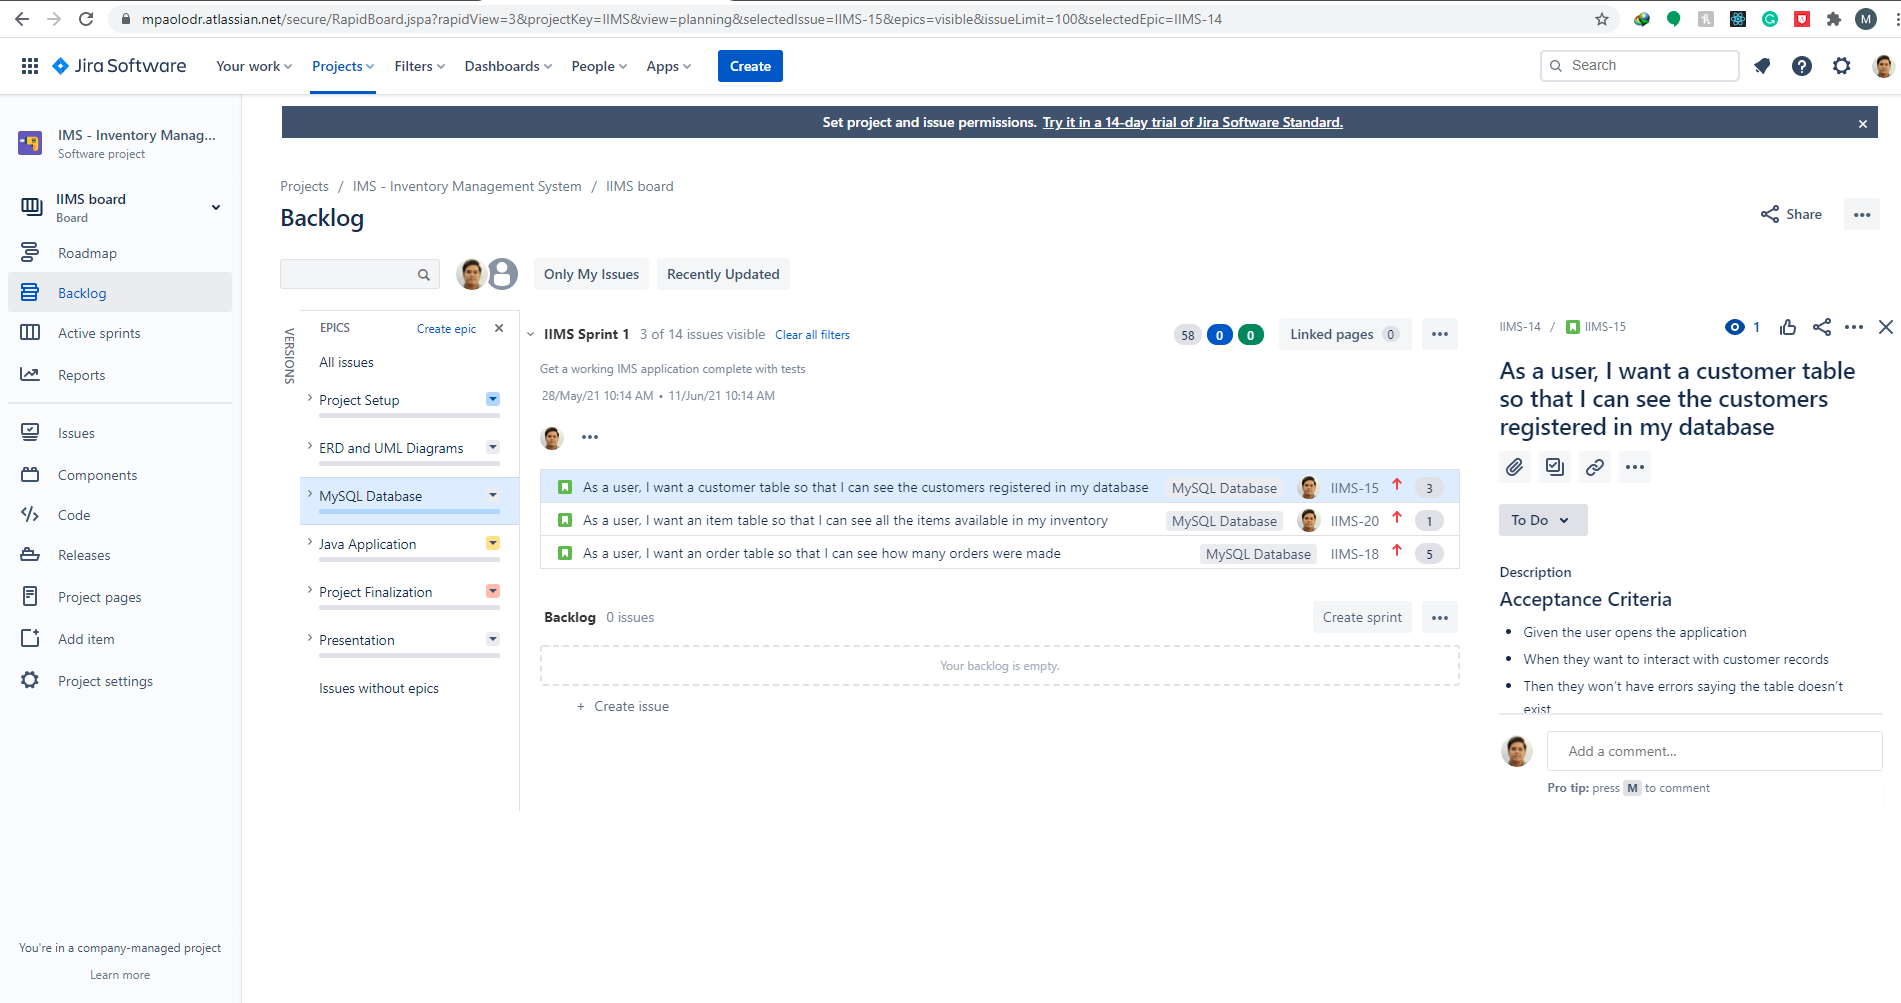 mpaolodr.atlassian.net/secure/RapidBoard.jspa?rapidView=3&projectKey=IIMS&view=planning&selectedIssue=IIMS-15&epics=visible&issueLimit=100&selectedEpic=IIMS-14
M
Jira Software
Your work
Projects
Filters
Dashboards
People
Apps
Create
Search
IMS - Inventory Manag...
Software project
IIMS board
Board
Roadmap
Backlog
Active sprints
Reports
Issues
Components
Code
Releases
Project pages
Add item
Project settings
You're in a company-managed project
Learn more
Set project and issue permissions. Try it in a 14-day trial of Jira Software Standard.
Projects / IMS - Inventory Management System / IIMS board
Backlog
Share
Only My Issues
Recently Updated
VERSIONS
EPICS
Create epic
All issues
Project Setup
ERD and UML Diagrams
MySQL Database
Java Application
Project Finalization
Presentation
Issues without epics
IIMS Sprint 1 3 of 14 issues visible Clear all filters
58 0 0 Linked pages 0
Get a working IMS application complete with tests
28/May/21 10:14 AM • 11/Jun/21 10:14 AM
As a user, I want a customer table so that I can see the customers registered in my database MySQL Database IIMS-15 3
As a user, I want an item table so that I can see all the items available in my inventory MySQL Database IIMS-20 1
As a user, I want an order table so that I can see how many orders were made MySQL Database IIMS-18 5
Backlog 0 issues Create sprint
Your backlog is empty.
+ Create issue
IIMS-14 / IIMS-15
1
As a user, I want a customer table
so that I can see the customers
registered in my database
To Do
Description
Acceptance Criteria
• Given the user opens the application
• When they want to interact with customer records
• Then they won't have errors saying the table doesn't
exist
Add a comment...
Pro tip: press M to comment